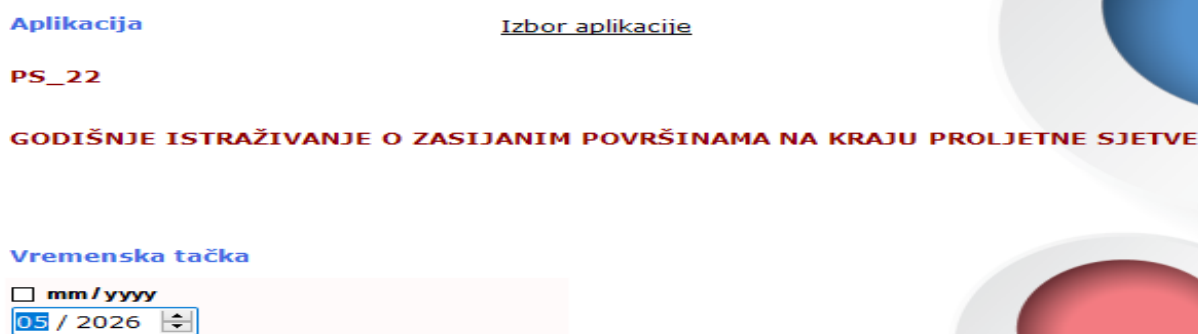 Aplikacija Izbor aplikacije
PS_22
GODIŠNJE ISTRAŽIVANJE O ZASIJANIM POVRŠINAMA NA KRAJU PROLJETNE SJETVE
Vremenska tačka
mm/yyyy
05 / 2026